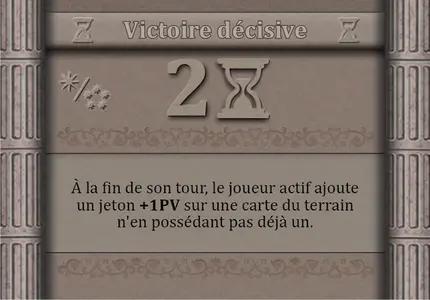 Victoire décisive
2
À la fin de son tour, le joueur actif ajoute
un jeton +1PV sur une carte du terrain
n'en possédant pas déjà un.